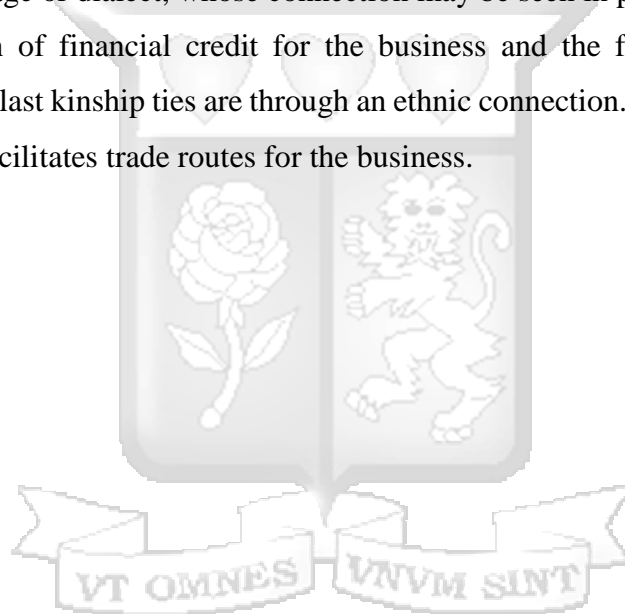 ge of dialect, whose connection may be seen in p
of financial credit for the business and the f
last kinship ties are through an ethnic connection.
cilitates trade routes for the business.
VT OMNES VNVM SINT